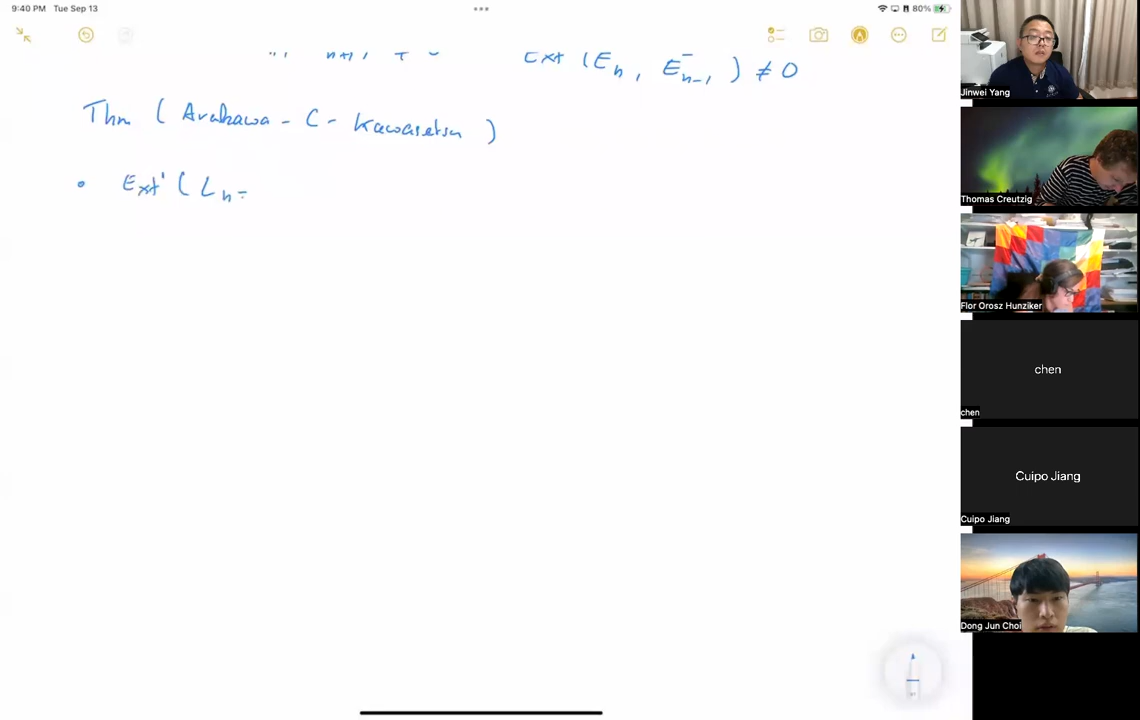 9:40 PM Tue Sep 13
80%
Ext (E_n, E^-_{n-1}) ≠ 0
Thm (Arakawa - C - Kawasetsu)
• Ext^1 (L_n =
Jinwei Yang
Thomas Creutzig
Flor Orosz Hunziker
chen
chen
Cuipo Jiang
Cuipo Jiang
Dong Jun Choi